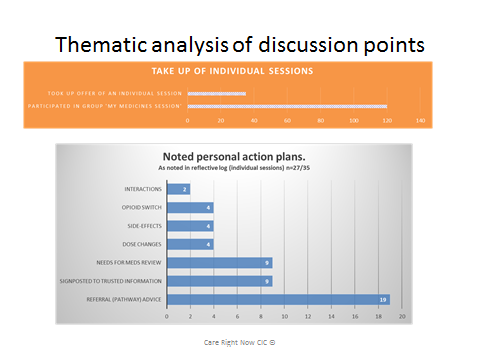 Thematic analysis of discussion points
TAKE UP OF INDIVIDUAL SESSIONS
TOOK UP OFFER OF AN INDIVIDUAL SESSION
PARTICIPATED IN GROUP 'MY MEDICINES SESSION'
0 20 40 60 80 100 120 140
Noted personal action plans.
As noted in reflective log (individual sessions) n=27/35
INTERACTIONS 2
OPIOID SWITCH 4
SIDE-EFFECTS 4
DOSE CHANGES 4
NEEDS FOR MEDS REVIEW 9
SIGNPOSTED TO TRUSTED INFORMATION 9
REFERRAL (PATHWAY) ADVICE 19
0 2 4 6 8 10 12 14 16 18 20
Care Right Now CIC ©